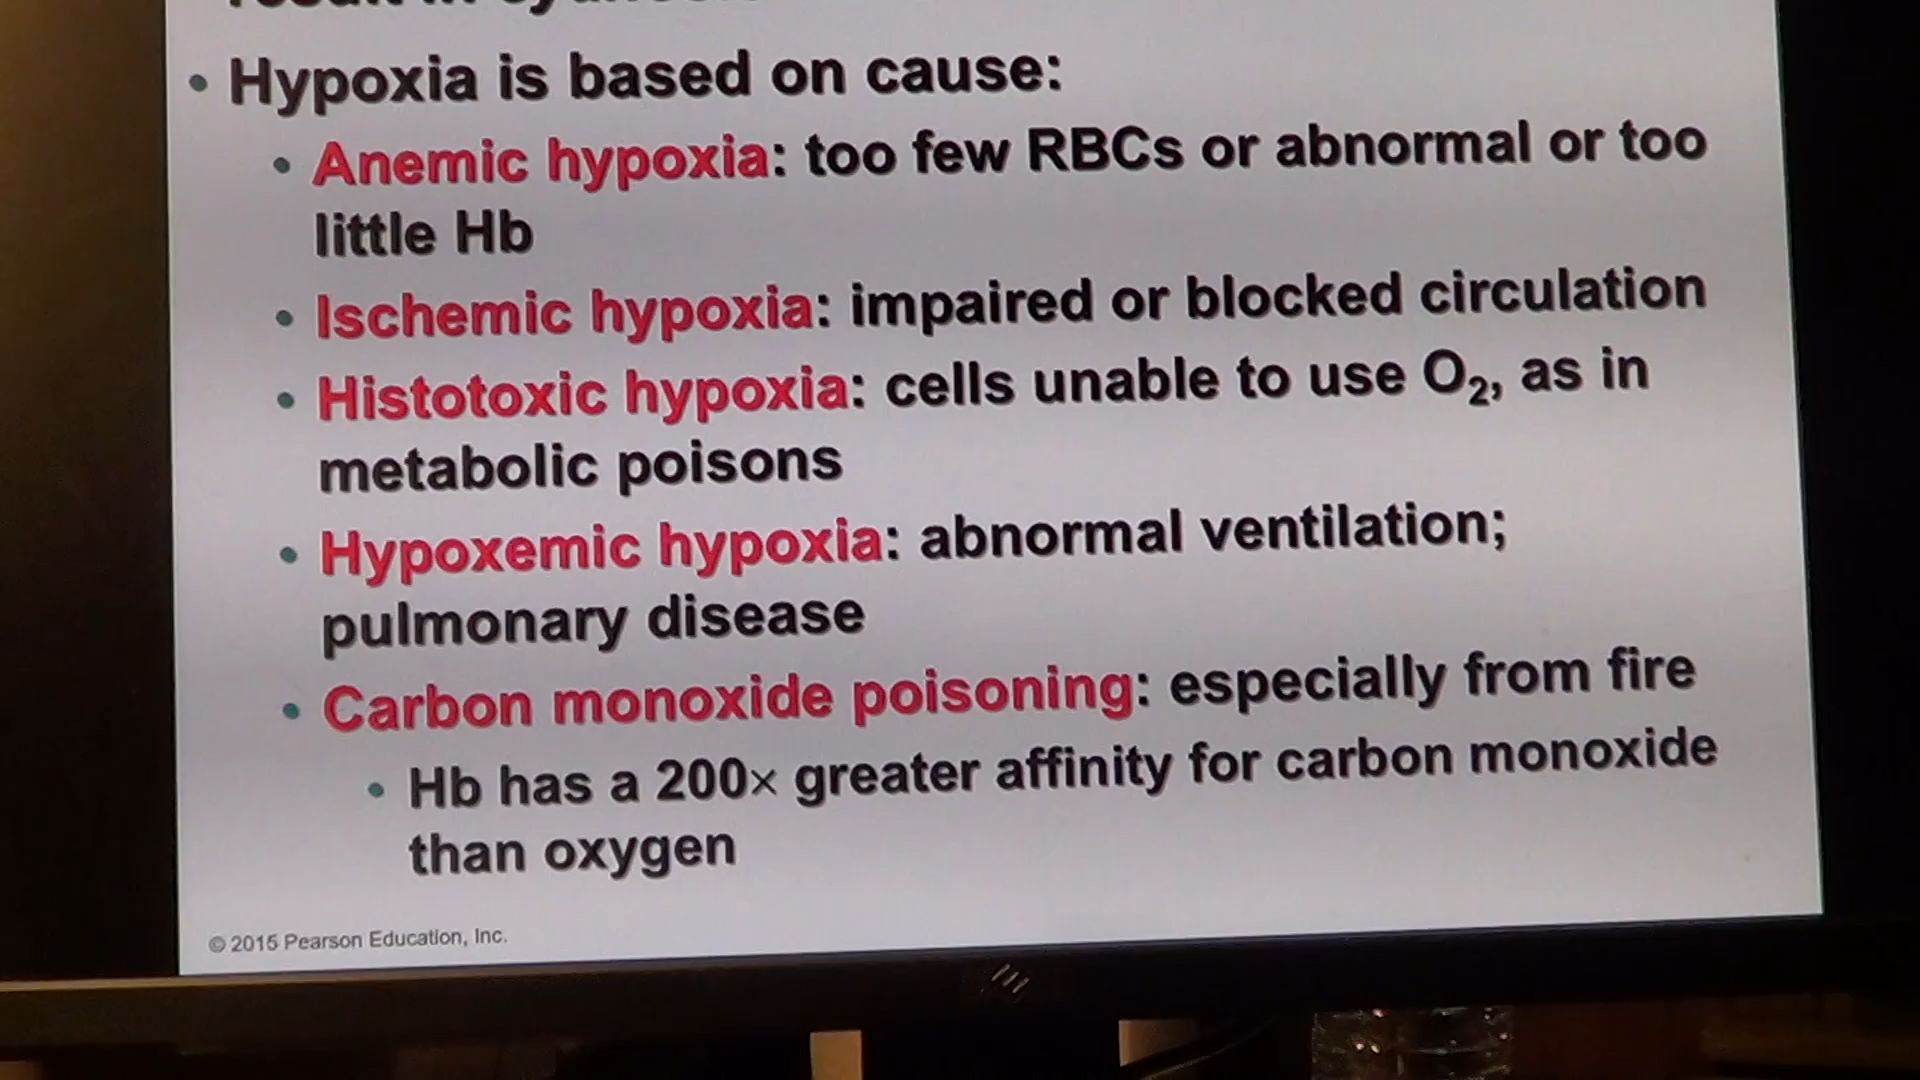 • Hypoxia is based on cause:
• Anemic hypoxia: too few RBCs or abnormal or too
little Hb
• Ischemic hypoxia: impaired or blocked circulation
• Histotoxic hypoxia: cells unable to use O₂, as in
metabolic poisons
• Hypoxemic hypoxia: abnormal ventilation;
pulmonary disease
• Carbon monoxide poisoning: especially from fire
• Hb has a 200× greater affinity for carbon monoxide
than oxygen
© 2015 Pearson Education, Inc.